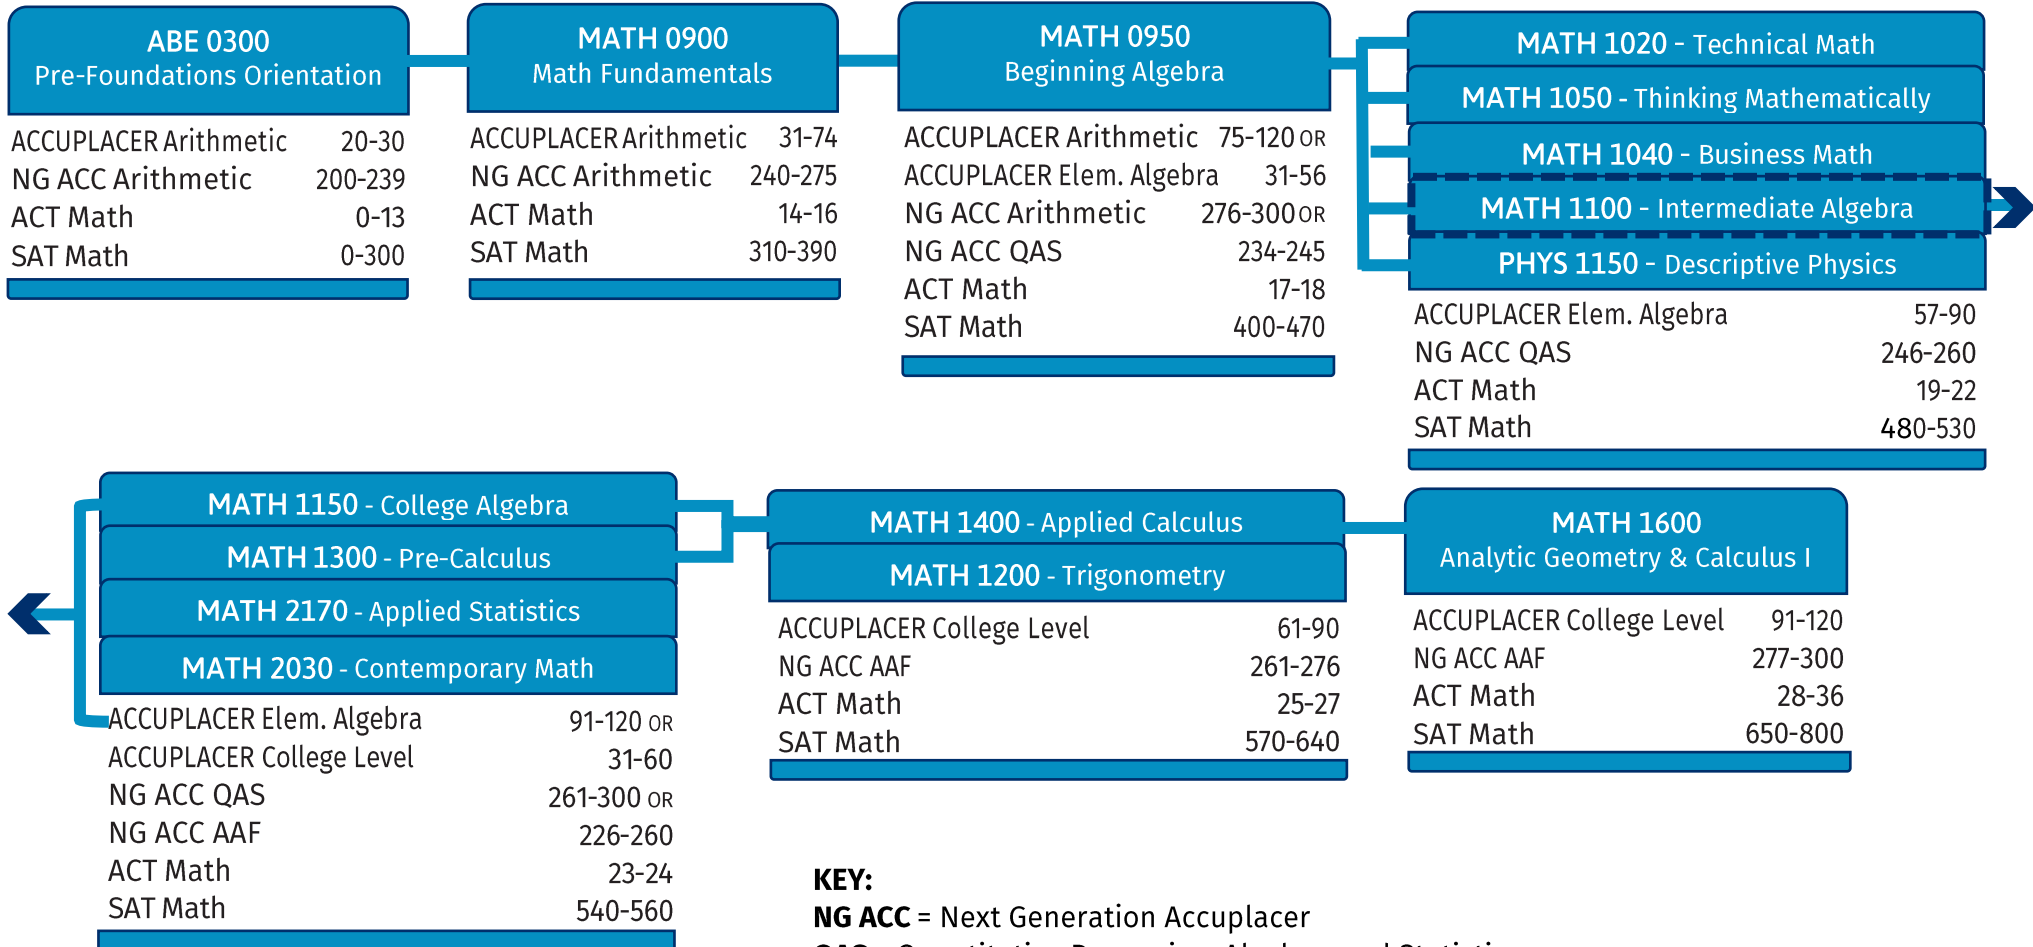 ABE 0300
Pre-Foundations Orientation
ACCUPLACER Arithmetic 20-30
NG ACC Arithmetic 200-239
ACT Math 0-13
SAT Math 0-300
MATH 0900
Math Fundamentals
ACCUPLACER Arithmetic 31-74
NG ACC Arithmetic 240-275
ACT Math 14-16
SAT Math 310-390
MATH 0950
Beginning Algebra
ACCUPLACER Arithmetic 75-120 OR
ACCUPLACER Elem. Algebra 31-56
NG ACC Arithmetic 276-300 OR
NG ACC QAS 234-245
ACT Math 17-18
SAT Math 400-470
MATH 1020 - Technical Math
MATH 1050 - Thinking Mathematically
MATH 1040 - Business Math
MATH 1100 - Intermediate Algebra
PHYS 1150 - Descriptive Physics
ACCUPLACER Elem. Algebra 57-90
NG ACC QAS 246-260
ACT Math 19-22
SAT Math 480-530
MATH 1150 - College Algebra
MATH 1300 - Pre-Calculus
MATH 2170 - Applied Statistics
MATH 2030 - Contemporary Math
ACCUPLACER Elem. Algebra 91-120 OR
ACCUPLACER College Level 31-60
NG ACC QAS 261-300 OR
NG ACC AAF 226-260
ACT Math 23-24
SAT Math 540-560
MATH 1400 - Applied Calculus
MATH 1200 - Trigonometry
ACCUPLACER College Level 61-90
NG ACC AAF 261-276
ACT Math 25-27
SAT Math 570-640
MATH 1600
Analytic Geometry & Calculus I
ACCUPLACER College Level 91-120
NG ACC AAF 277-300
ACT Math 28-36
SAT Math 650-800
KEY:
NG ACC = Next Generation Accuplacer